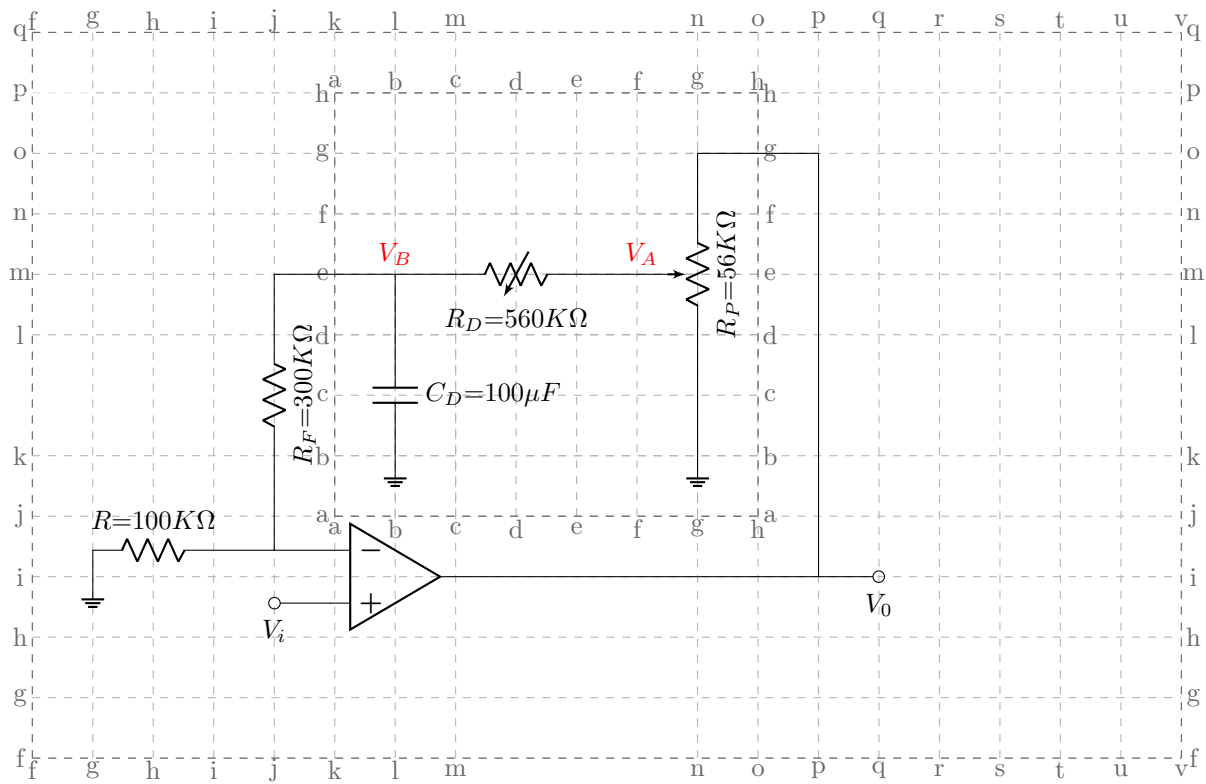 f g h i j k l m n o p q r s t u v
q q
a b c d e f g h
p h h p
o g g o
n f f n
V_B V_A
m e e m
R_P=56KΩ
R_D=560KΩ
l d d l
R_F=300KΩ
C_D=100μF
c c
k b b k
R=100KΩ
j a a j
a b c d e f g h
−
i i
+
V_i V_0
h h
g g
f f
f g h i j k l m n o p q r s t u v